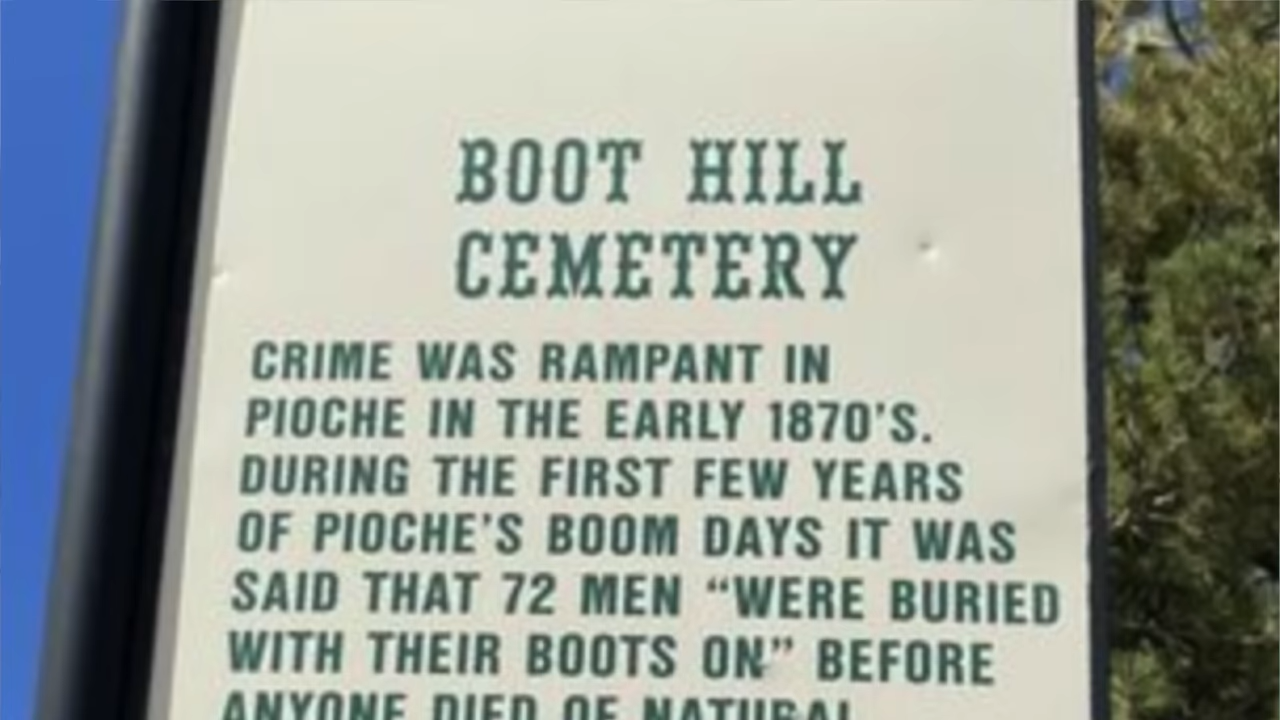 BOOT HILL
CEMETERY
CRIME WAS RAMPANT IN
PIOCHE IN THE EARLY 1870'S.
DURING THE FIRST FEW YEARS
OF PIOCHE'S BOOM DAYS IT WAS
SAID THAT 72 MEN “WERE BURIED
WITH THEIR BOOTS ON” BEFORE
ANYONE DIED OF NATURAL